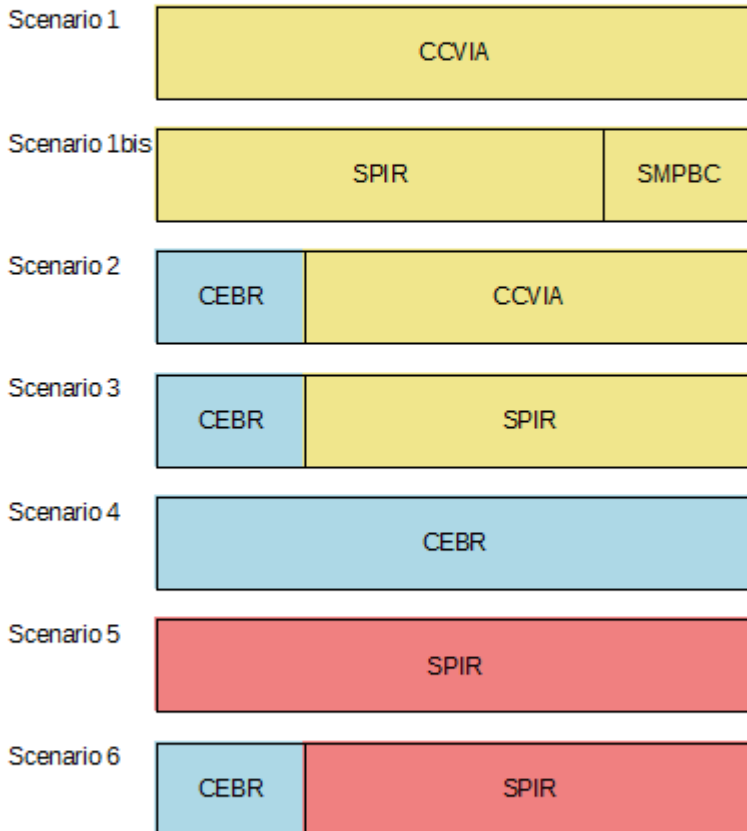 Scenario 1
CCVIA
Scenario 1bis
SPIR SMPBC
Scenario 2
CEBR CCVIA
Scenario 3
CEBR SPIR
Scenario 4
CEBR
Scenario 5
SPIR
Scenario 6
CEBR SPIR